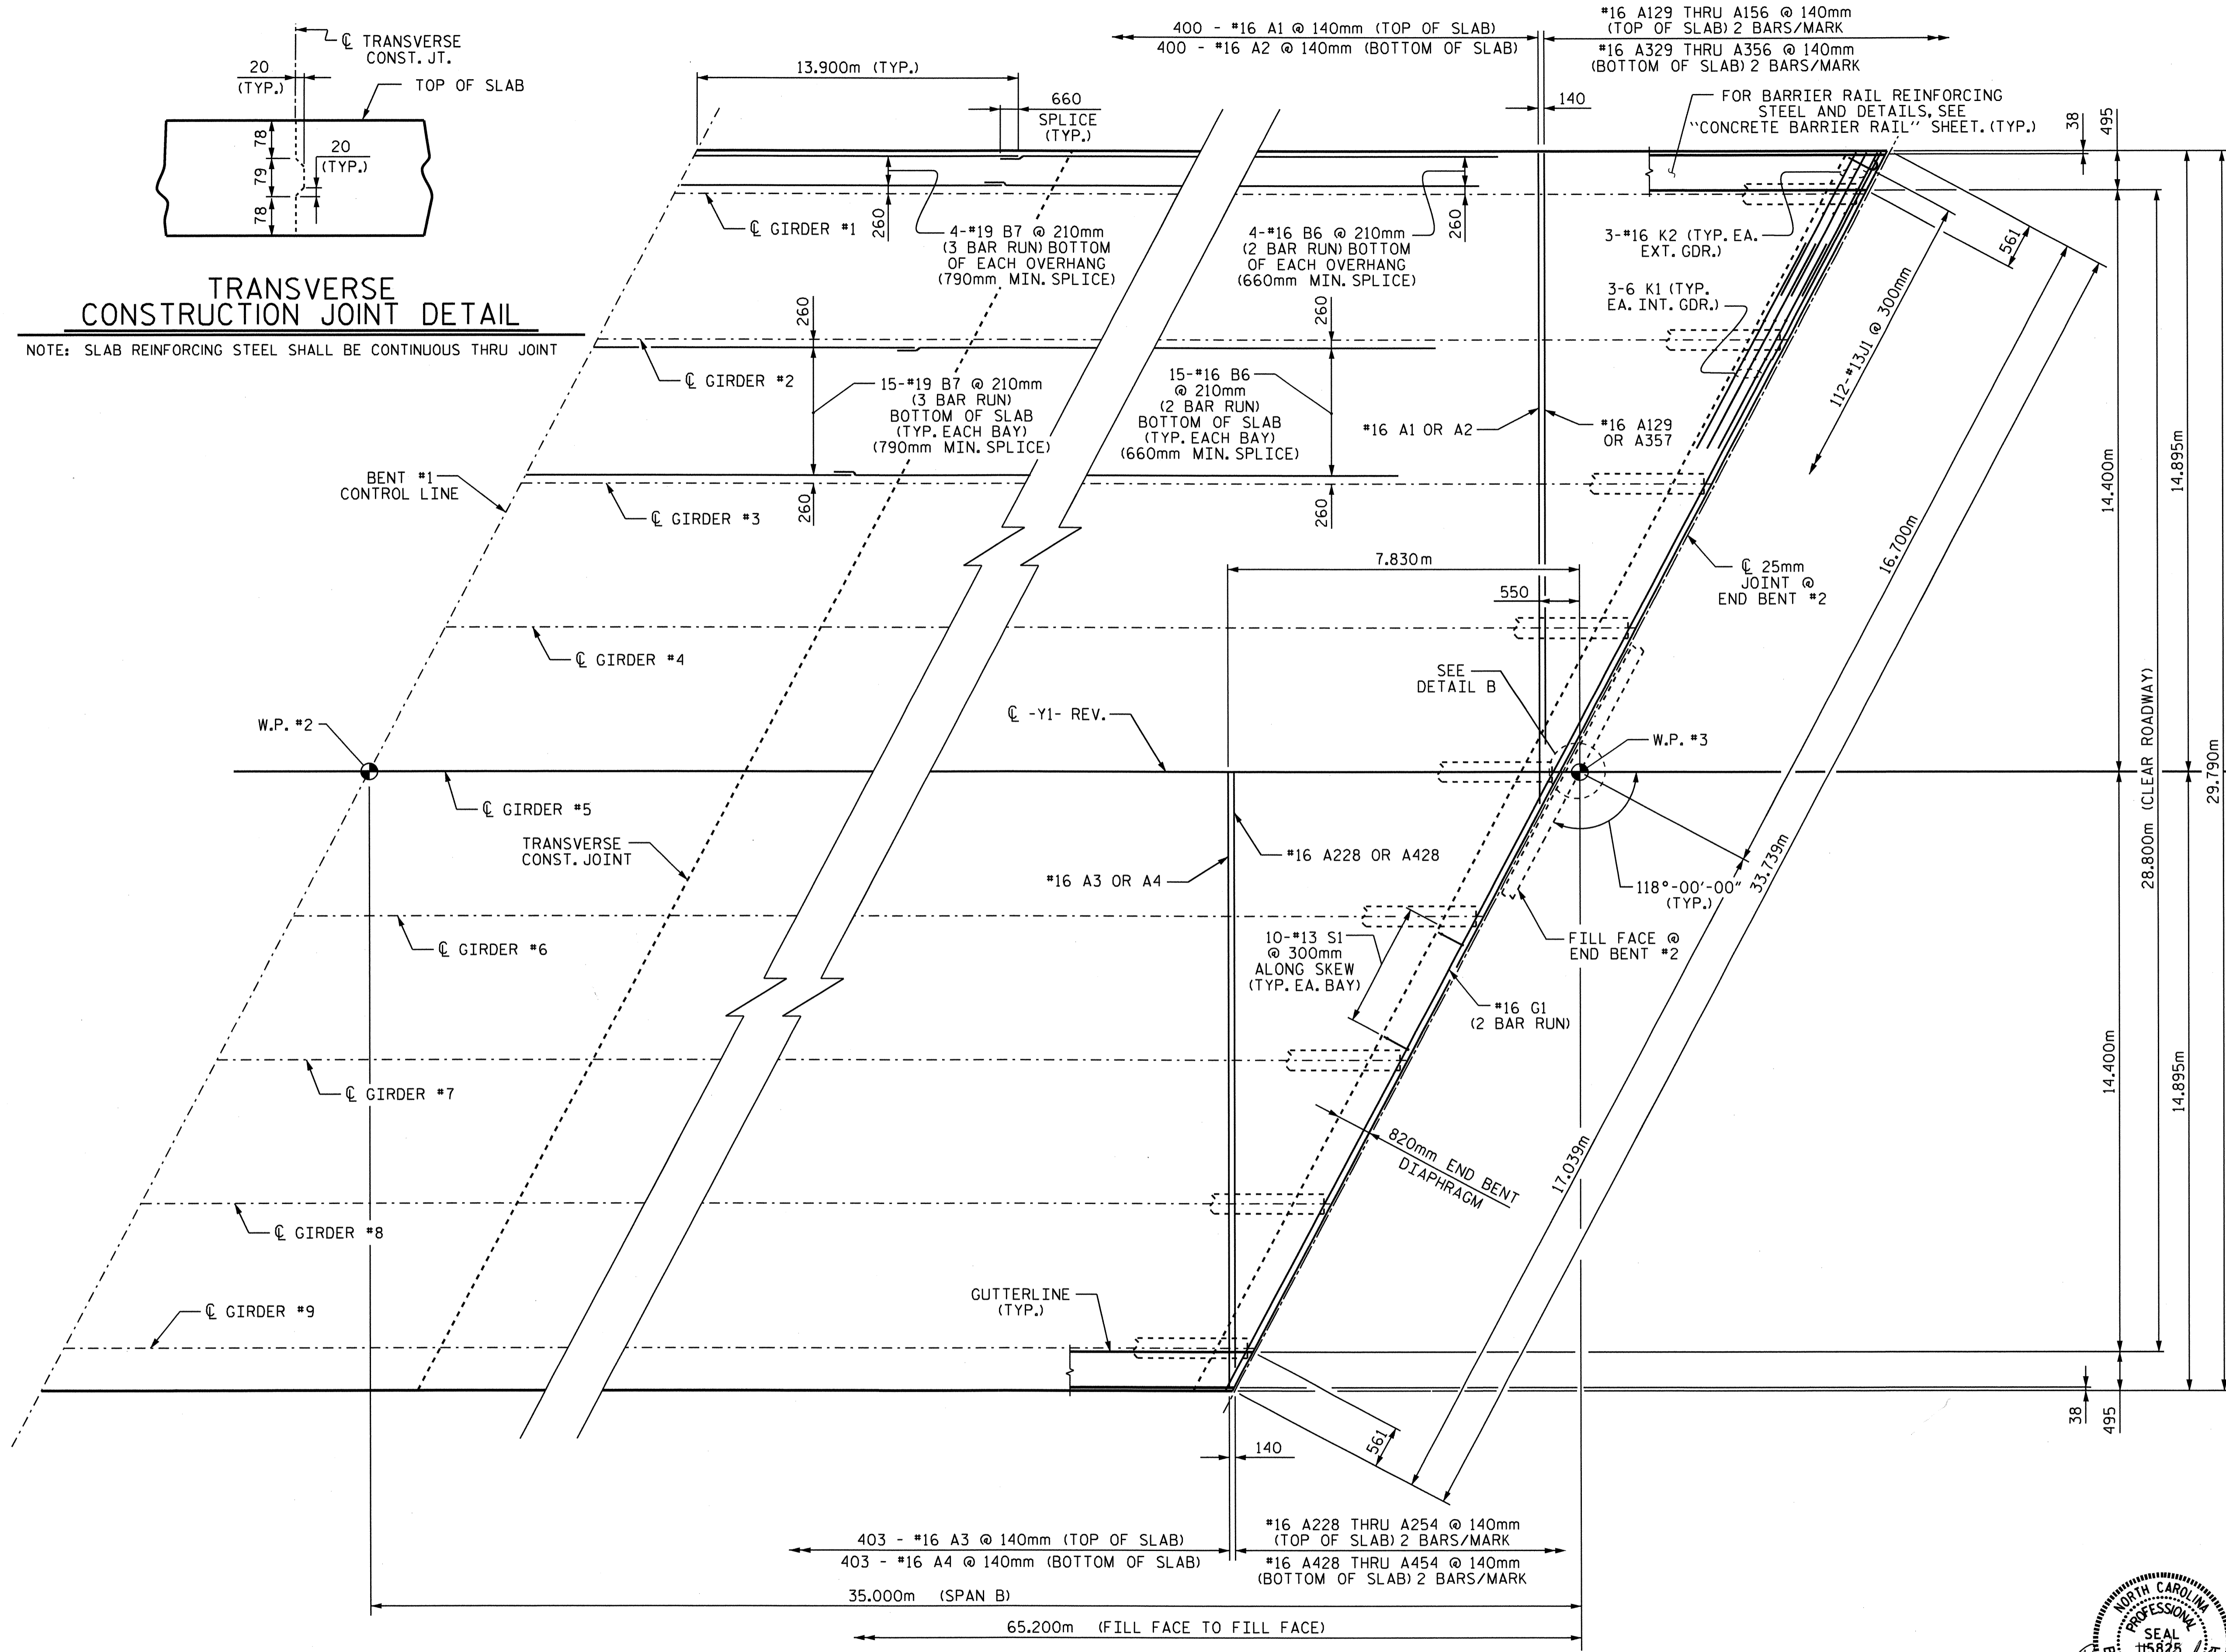 ℄ TRANSVERSE
CONST. JT.
20
(TYP.)
TOP OF SLAB
78
79
78
20
(TYP.)
TRANSVERSE
CONSTRUCTION JOINT DETAIL
NOTE: SLAB REINFORCING STEEL SHALL BE CONTINUOUS THRU JOINT
400 - #16 A1 @ 140mm (TOP OF SLAB)
400 - #16 A2 @ 140mm (BOTTOM OF SLAB)
#16 A129 THRU A156 @ 140mm
(TOP OF SLAB) 2 BARS/MARK
#16 A329 THRU A356 @ 140mm
(BOTTOM OF SLAB) 2 BARS/MARK
13.900m (TYP.)
660
SPLICE
(TYP.)
140
FOR BARRIER RAIL REINFORCING
STEEL AND DETAILS, SEE
"CONCRETE BARRIER RAIL" SHEET. (TYP.)
38
495
℄ GIRDER #1
260
4-#19 B7 @ 210mm
(3 BAR RUN) BOTTOM
OF EACH OVERHANG
(790mm MIN. SPLICE)
4-#16 B6 @ 210mm
(2 BAR RUN) BOTTOM
OF EACH OVERHANG
(660mm MIN. SPLICE)
260
3-#16 K2 (TYP. EA.
EXT. GDR.)
3-6 K1 (TYP.
EA. INT. GDR.)
561
112-#13J1 @ 300mm
260
260
℄ GIRDER #2
15-#19 B7 @ 210mm
(3 BAR RUN)
BOTTOM OF SLAB
(TYP. EACH BAY)
(790mm MIN. SPLICE)
15-#16 B6
@ 210mm
(2 BAR RUN)
BOTTOM OF SLAB
(TYP. EACH BAY)
(660mm MIN. SPLICE)
#16 A1 OR A2
#16 A129
OR A357
BENT #1
CONTROL LINE
℄ GIRDER #3
260
260
14.400m
14.895m
16.700m
7.830m
550
℄ 25mm
JOINT @
END BENT #2
℄ GIRDER #4
SEE
DETAIL B
W.P. #2
℄ -Y1- REV.
W.P. #3
28.800m (CLEAR ROADWAY)
29.790m
℄ GIRDER #5
TRANSVERSE
CONST. JOINT
#16 A228 OR A428
#16 A3 OR A4
118°-00'-00"
(TYP.)
33.739m
℄ GIRDER #6
10-#13 S1
@ 300mm
ALONG SKEW
(TYP. EA. BAY)
FILL FACE @
END BENT #2
#16 G1
(2 BAR RUN)
℄ GIRDER #7
14.400m
14.895m
820mm END BENT
DIAPHRAGM
17.039m
℄ GIRDER #8
GUTTERLINE
(TYP.)
℄ GIRDER #9
38
495
140
561
403 - #16 A3 @ 140mm (TOP OF SLAB)
403 - #16 A4 @ 140mm (BOTTOM OF SLAB)
#16 A228 THRU A254 @ 140mm
(TOP OF SLAB) 2 BARS/MARK
#16 A428 THRU A454 @ 140mm
(BOTTOM OF SLAB) 2 BARS/MARK
35.000m (SPAN B)
65.200m (FILL FACE TO FILL FACE)
NORTH CAROLINA
PROFESSIONAL
SEAL